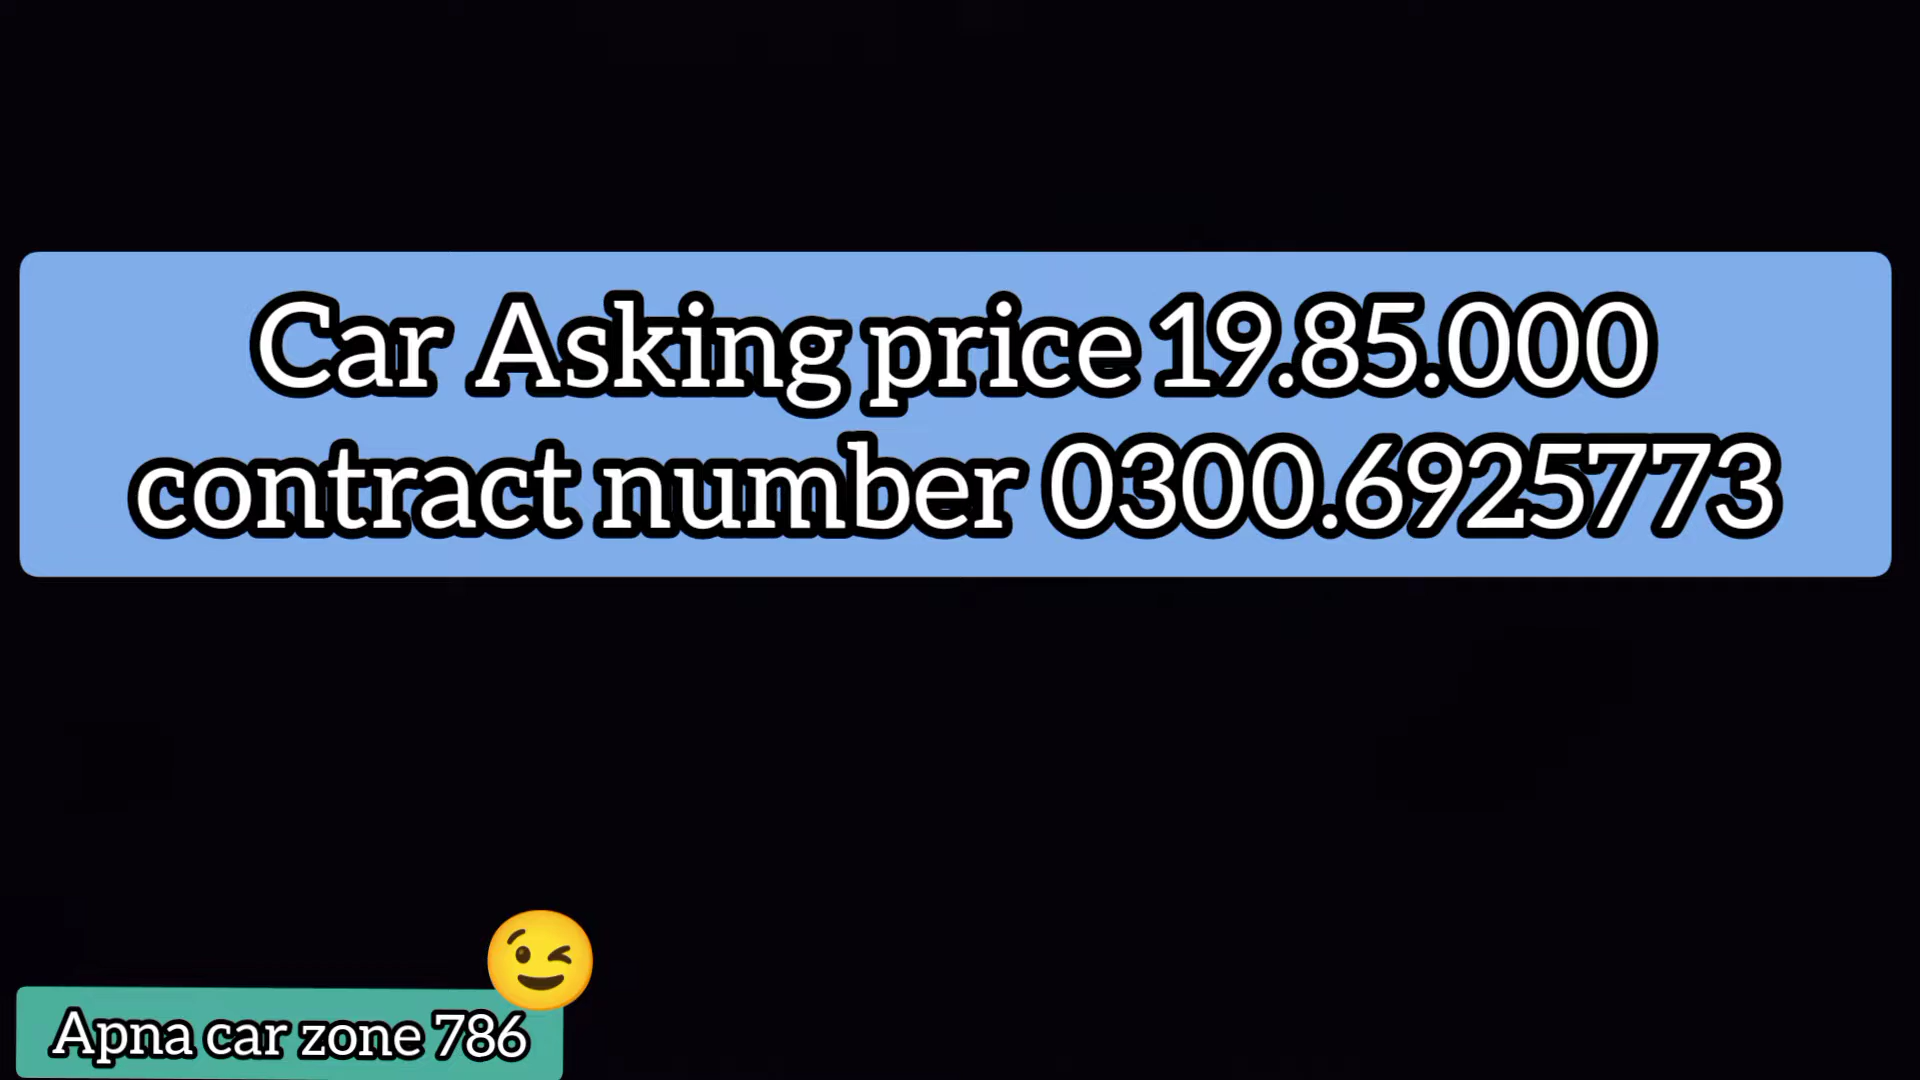 Car Asking price 19.85.000
contract number 0300.6925773
Apna car zone 786